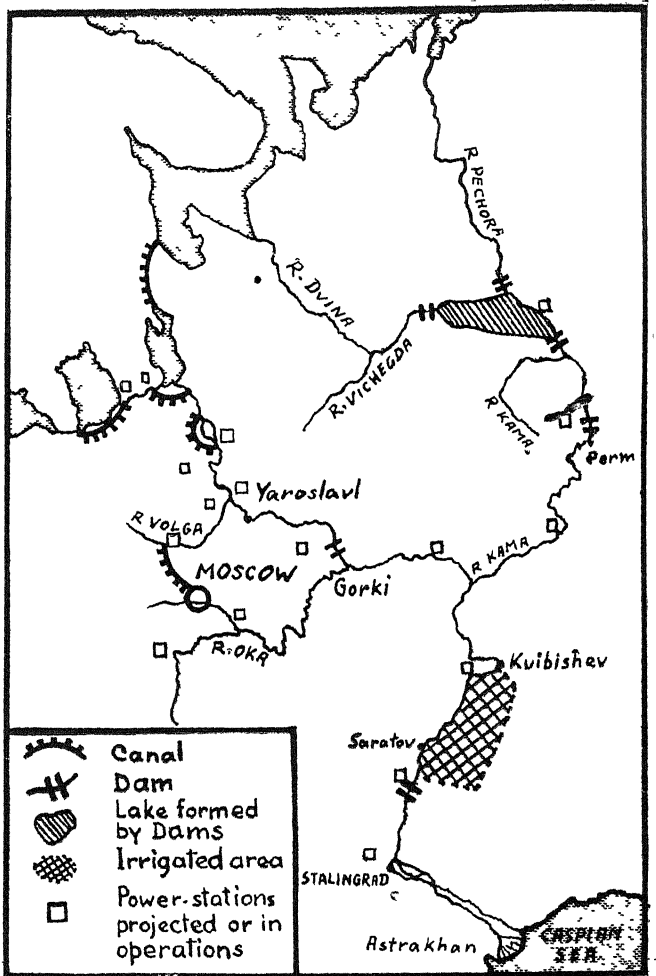 R. PECHORA
R. DVINA
R. VICHEGDA
R KAMA.
Perm
Yaroslavl
R VOLGA
MOSCOW
Gorki
R KAMA
R. OKA
Kuibishev
Saratov
STALINGRAD
Astrakhan
CASPIAN
SEA
Canal
Dam
Lake formed
by Dams
Irrigated area
Power-stations
projected or in
operations